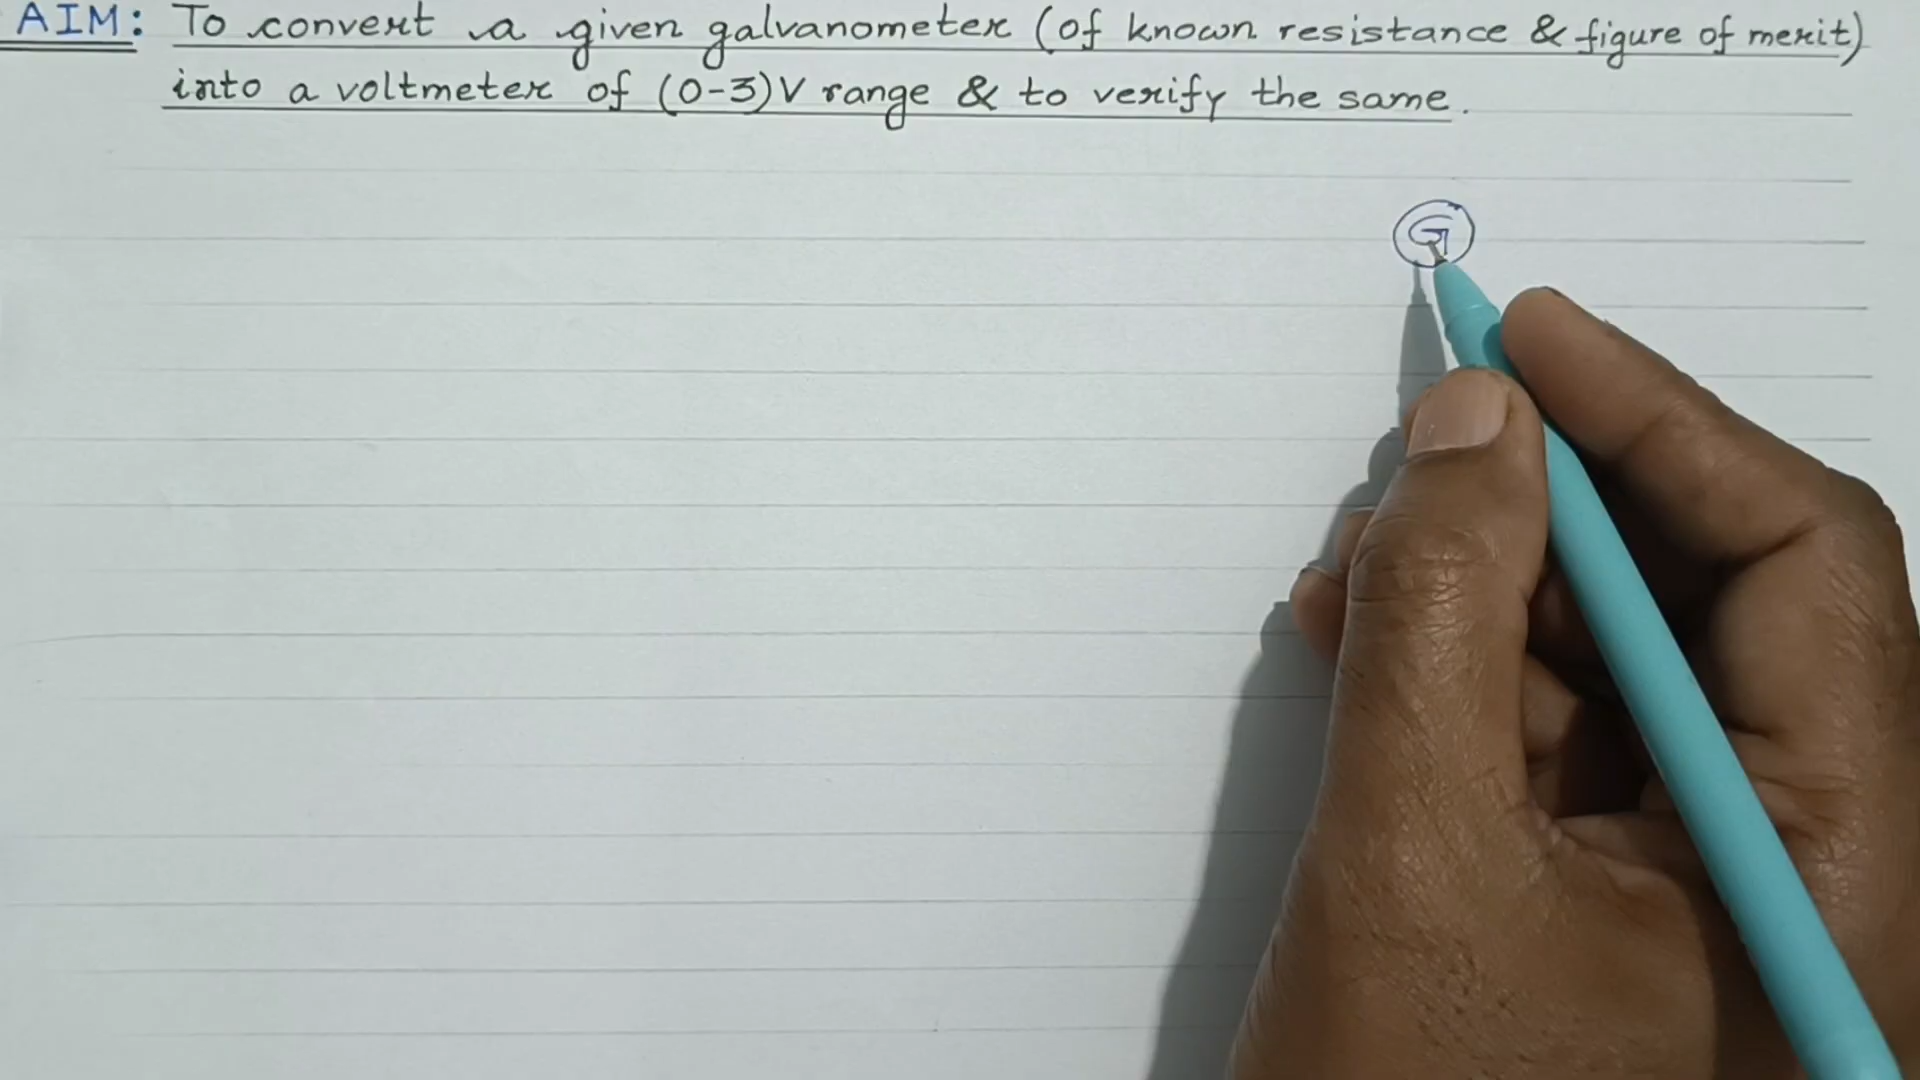 AIM: To convert a given galvanometer (of known resistance & figure of merit)
into a voltmeter of (0-3)V range & to verify the same.
G